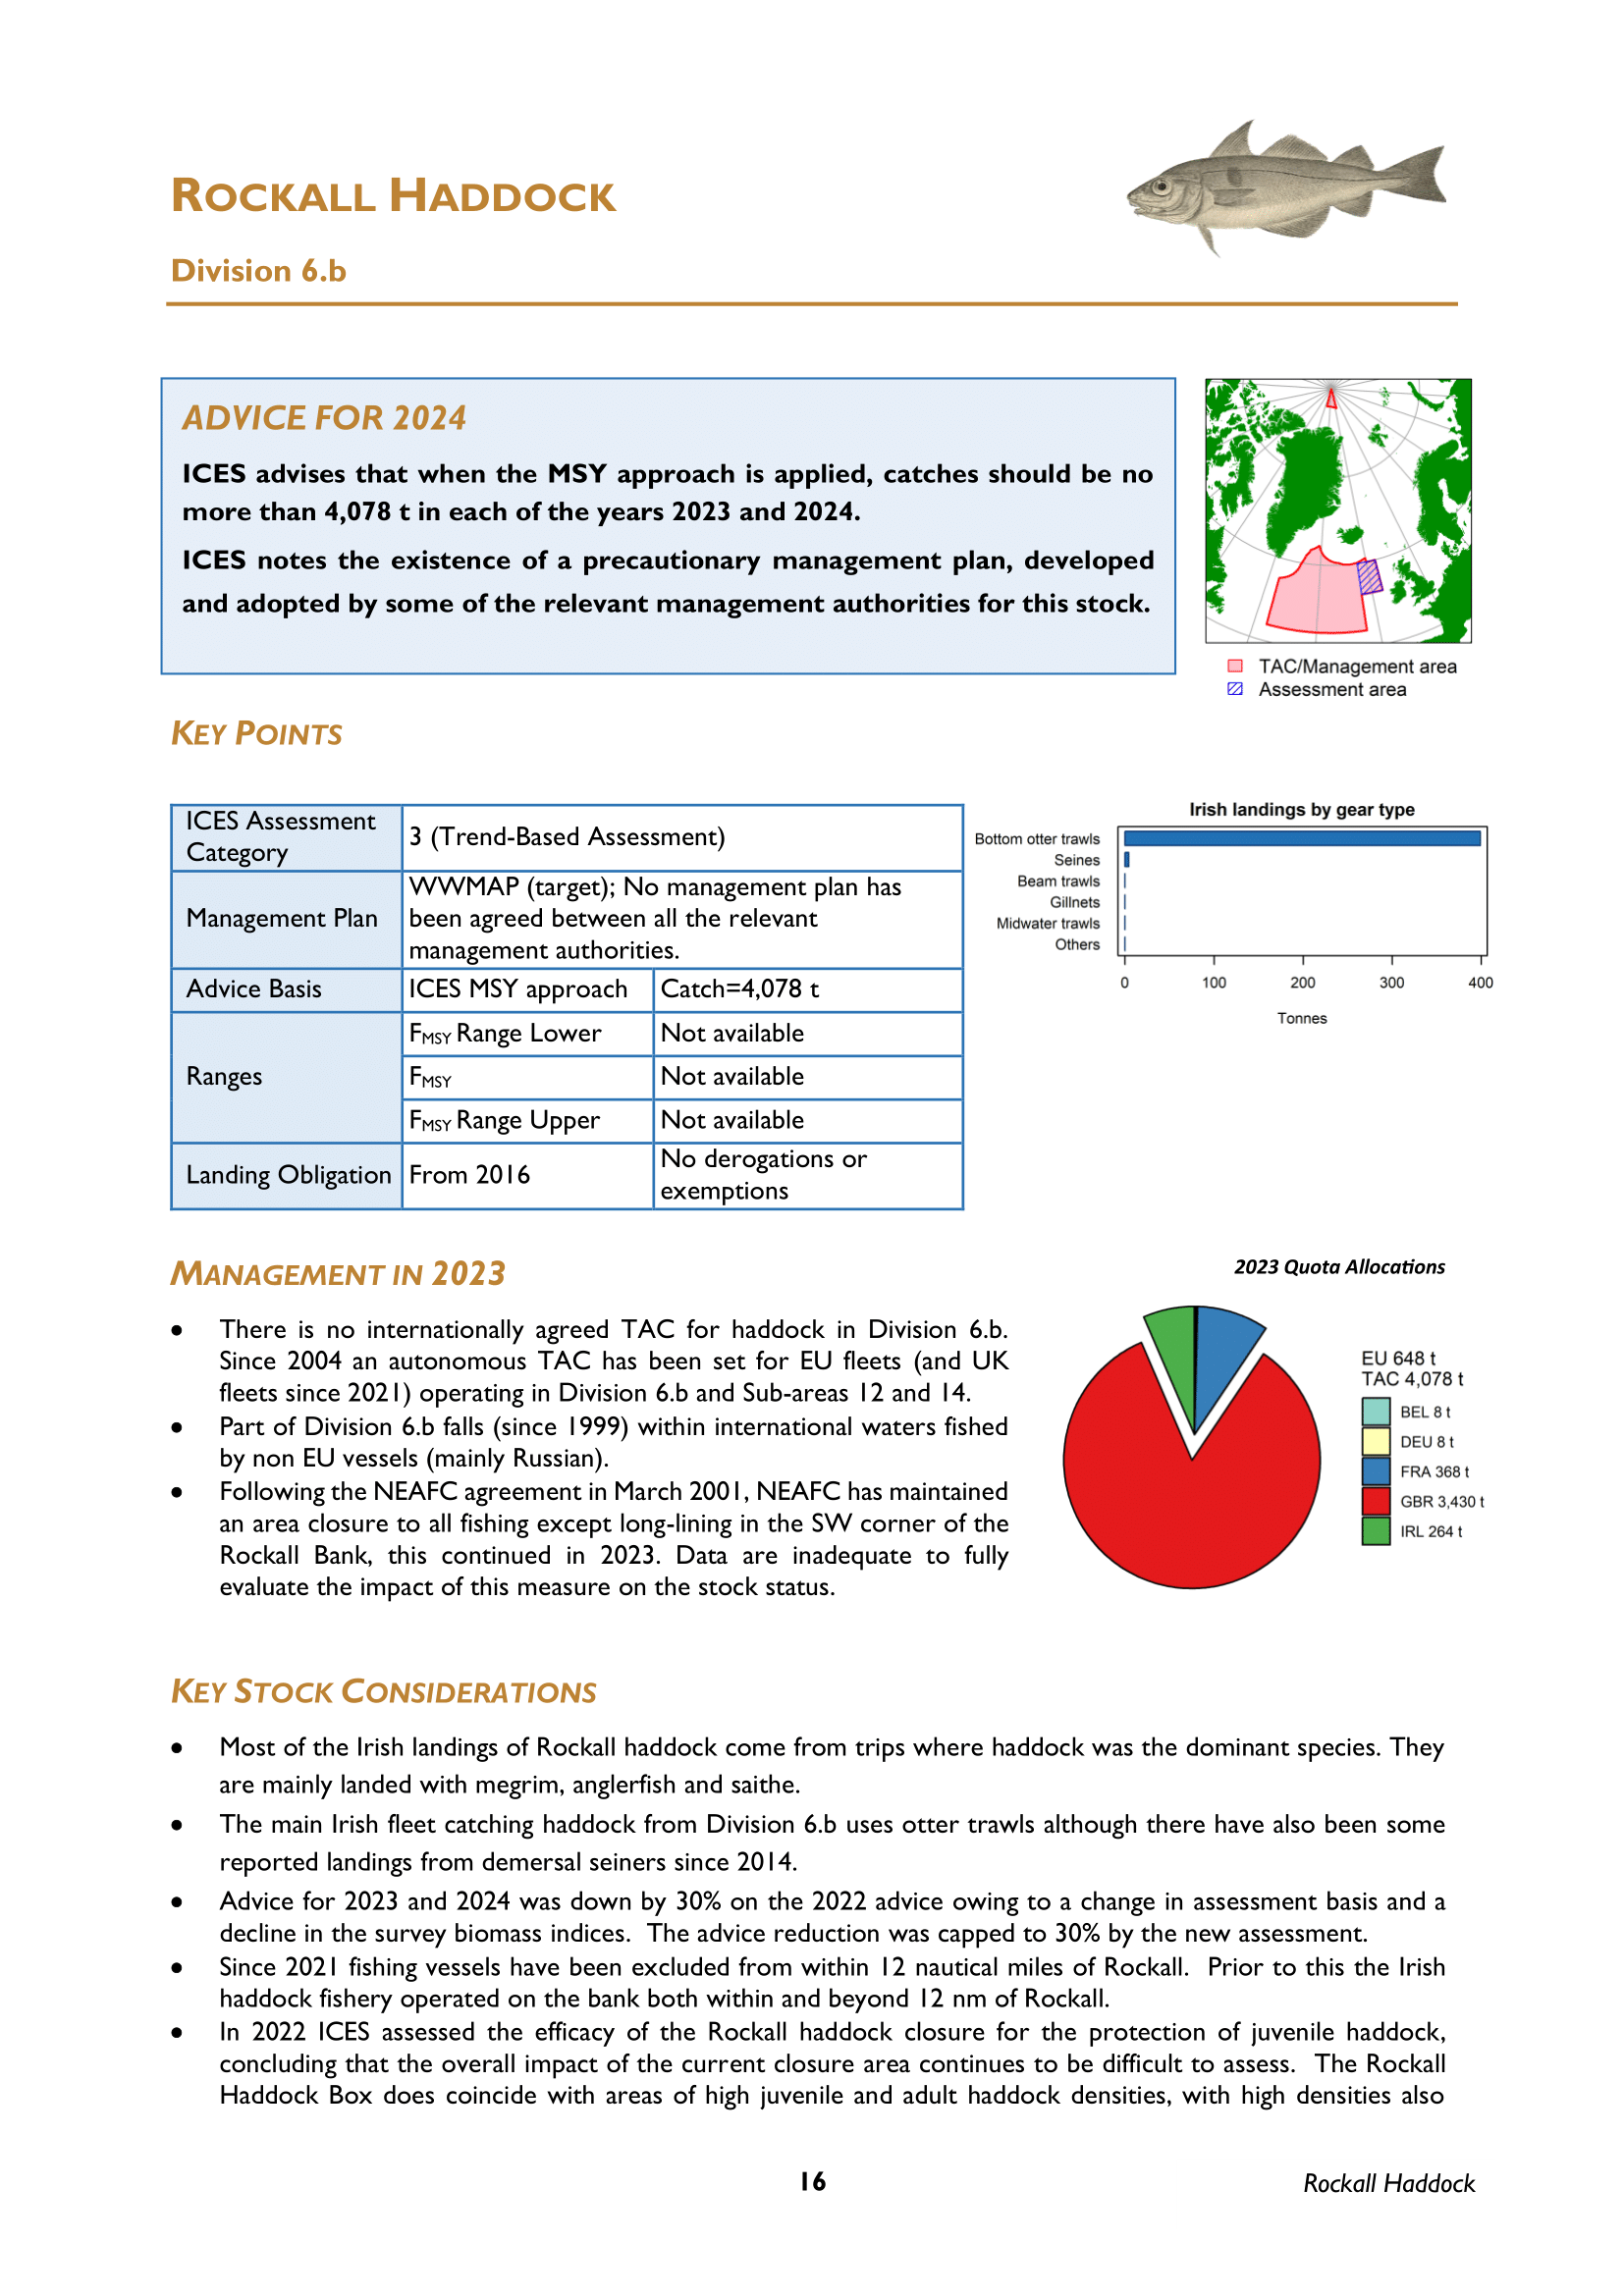 ROCKALL HADDOCK
Division 6.b
ADVICE FOR 2024
ICES advises that when the MSY approach is applied, catches should be no
more than 4,078 t in each of the years 2023 and 2024.
ICES notes the existence of a precautionary management plan, developed
and adopted by some of the relevant management authorities for this stock.
TAC/Management area
Assessment area
KEY POINTS
ICES Assessment
Category
3 (Trend-Based Assessment)
Management Plan
WWMAP (target); No management plan has
been agreed between all the relevant
management authorities.
Advice Basis
ICES MSY approach
Catch=4,078 t
Ranges
FMSY Range Lower
Not available
FMSY
Not available
FMSY Range Upper
Not available
Landing Obligation
From 2016
No derogations or
exemptions
Irish landings by gear type
Bottom otter trawls
Seines
Beam trawls
Gillnets
Midwater trawls
Others
0 100 200 300 400
Tonnes
MANAGEMENT IN 2023
• There is no internationally agreed TAC for haddock in Division 6.b.
Since 2004 an autonomous TAC has been set for EU fleets (and UK
fleets since 2021) operating in Division 6.b and Sub-areas 12 and 14.
• Part of Division 6.b falls (since 1999) within international waters fished
by non EU vessels (mainly Russian).
• Following the NEAFC agreement in March 2001, NEAFC has maintained
an area closure to all fishing except long-lining in the SW corner of the
Rockall Bank, this continued in 2023. Data are inadequate to fully
evaluate the impact of this measure on the stock status.
2023 Quota Allocations
EU 648 t
TAC 4,078 t
BEL 8 t
DEU 8 t
FRA 368 t
GBR 3,430 t
IRL 264 t
KEY STOCK CONSIDERATIONS
• Most of the Irish landings of Rockall haddock come from trips where haddock was the dominant species. They
are mainly landed with megrim, anglerfish and saithe.
• The main Irish fleet catching haddock from Division 6.b uses otter trawls although there have also been some
reported landings from demersal seiners since 2014.
• Advice for 2023 and 2024 was down by 30% on the 2022 advice owing to a change in assessment basis and a
decline in the survey biomass indices. The advice reduction was capped to 30% by the new assessment.
• Since 2021 fishing vessels have been excluded from within 12 nautical miles of Rockall. Prior to this the Irish
haddock fishery operated on the bank both within and beyond 12 nm of Rockall.
• In 2022 ICES assessed the efficacy of the Rockall haddock closure for the protection of juvenile haddock,
concluding that the overall impact of the current closure area continues to be difficult to assess. The Rockall
Haddock Box does coincide with areas of high juvenile and adult haddock densities, with high densities also
16
Rockall Haddock